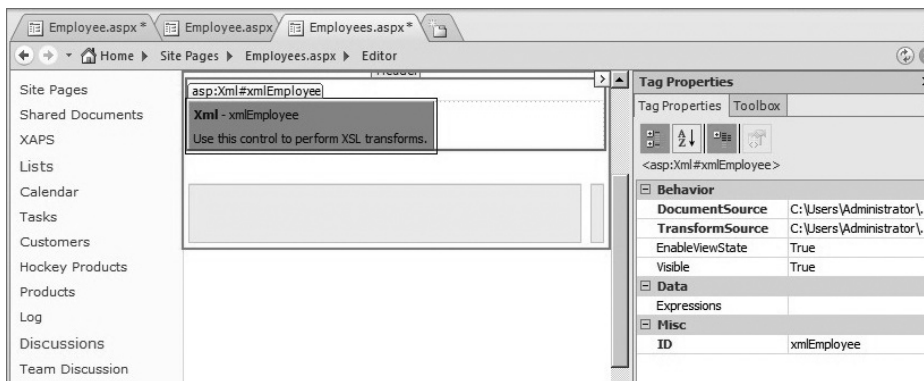 Employee.aspx * Employee.aspx Employees.aspx *
Home Site Pages Employees.aspx Editor
Site Pages
Shared Documents
XAPS
Lists
Calendar
Tasks
Customers
Hockey Products
Products
Log
Discussions
Team Discussion
asp:Xml#xmlEmployee
Xml - xmlEmployee
Use this control to perform XSL transforms.
Tag Properties
Tag Properties Toolbox
<asp:Xml#xmlEmployee>
Behavior
DocumentSource C:\Users\Administrator\.
TransformSource C:\Users\Administrator\.
EnableViewState True
Visible True
Data
Expressions
Misc
ID xmlEmployee